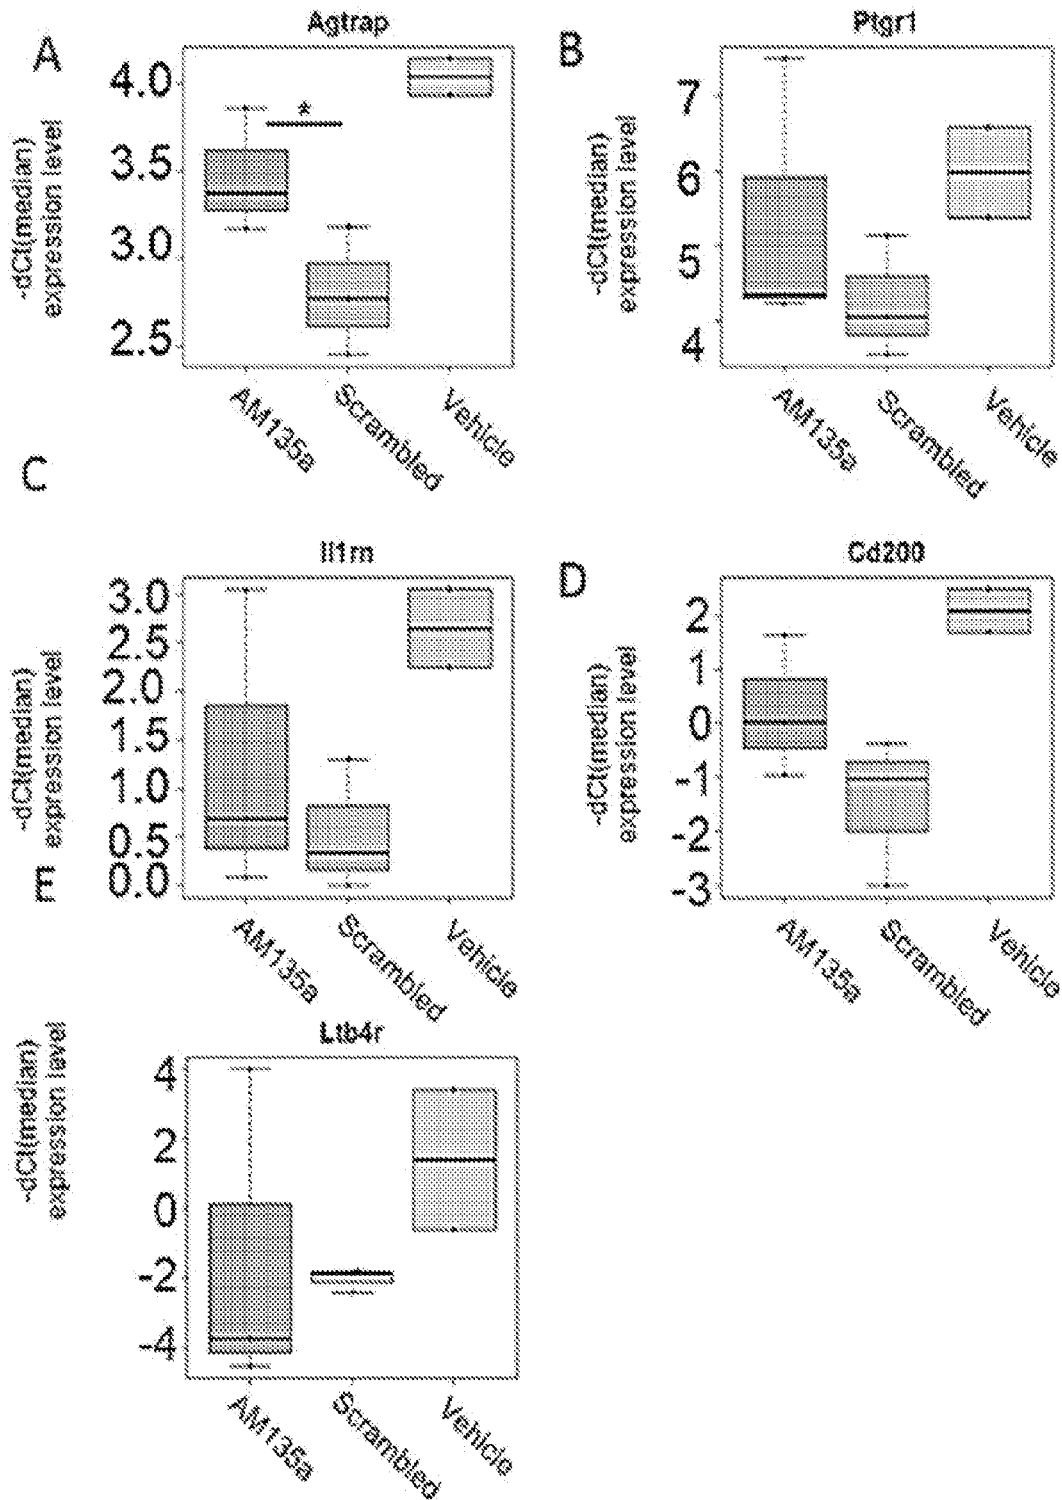 A
Agtrap
-dCt(median)
expression level
4.0
3.5
3.0
2.5
*
AM135a
Scrambled
Vehicle
B
Ptgr1
-dCt(median)
expression level
7
6
5
4
AM135a
Scrambled
Vehicle
C
Il1rn
-dCt(median)
expression level
3.0
2.5
2.0
1.5
1.0
0.5
0.0
AM135a
Scrambled
Vehicle
D
Cd200
-dCt(median)
expression level
2
1
0
-1
-2
-3
AM135a
Scrambled
Vehicle
E
Ltb4r
-dCt(median)
expression level
4
2
0
-2
-4
AM135a
Scrambled
Vehicle